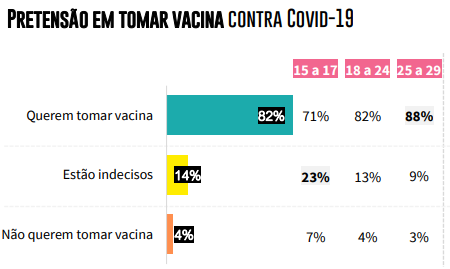 PRETENSÃO EM TOMAR VACINA CONTRA COVID-19
15 a 17 18 a 24 25 a 29
Querem tomar vacina 82% 71% 82% 88%
Estão indecisos 14% 23% 13% 9%
Não querem tomar vacina 4% 7% 4% 3%